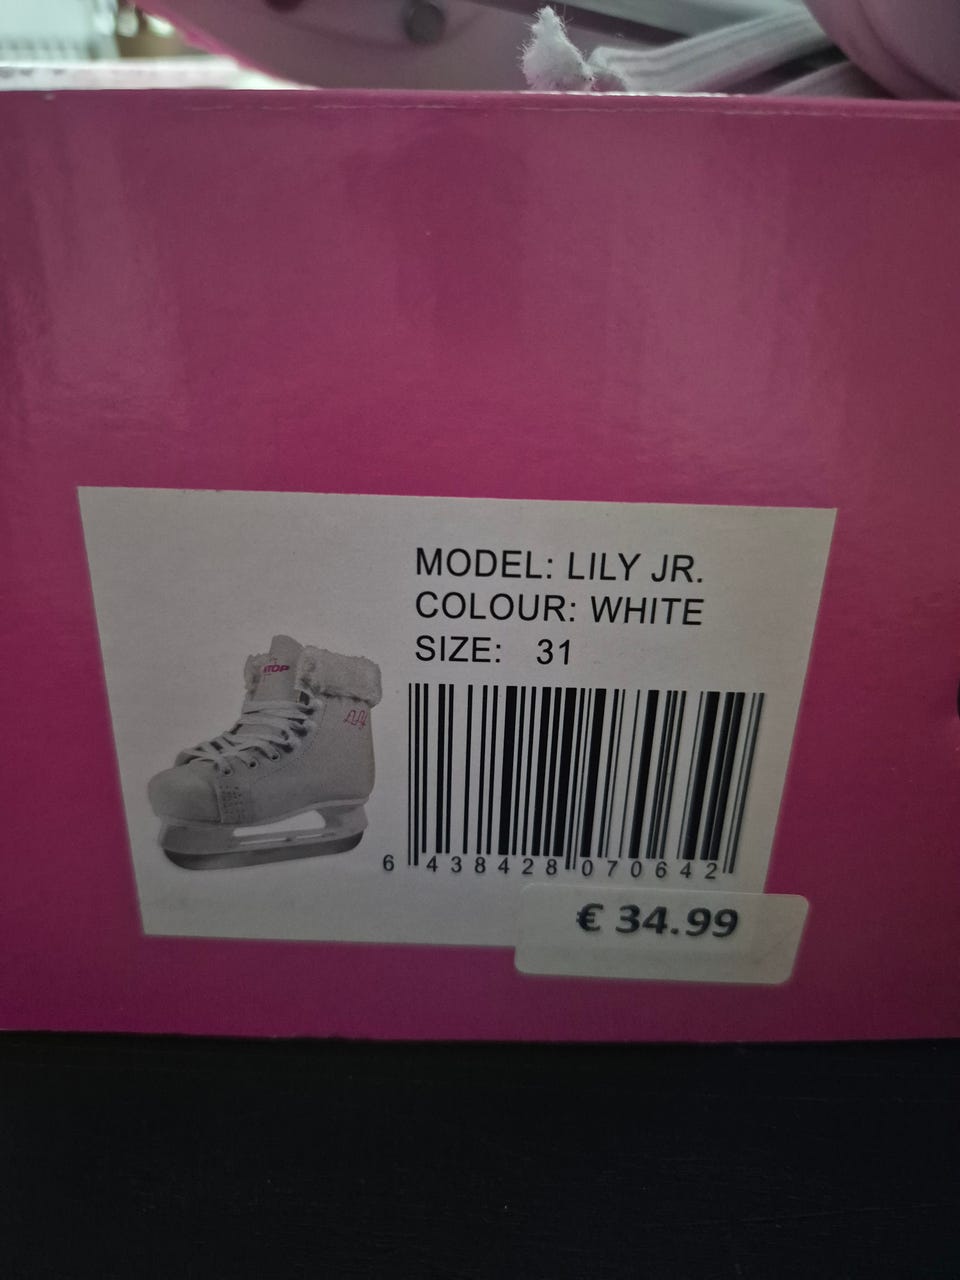 MODEL: LILY JR.
COLOUR: WHITE
SIZE: 31
6 438428 070642
€ 34.99